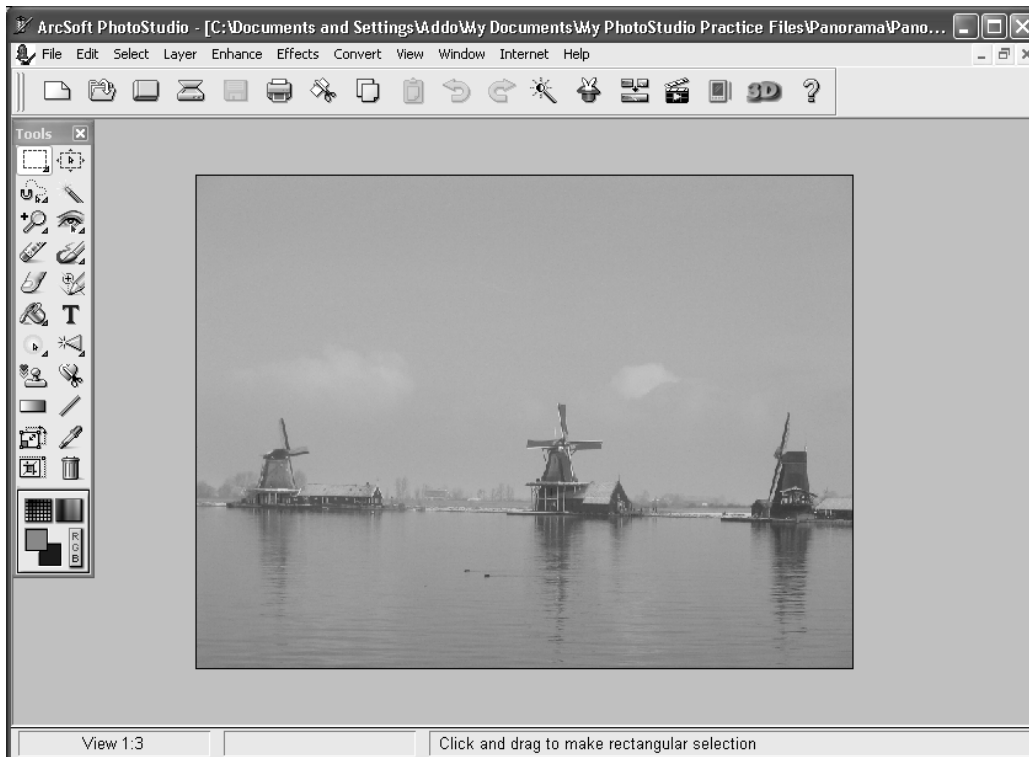 ArcSoft PhotoStudio - [C:\Documents and Settings\Addo\My Documents\My PhotoStudio Practice Files\Panorama\Pano...
File Edit Select Layer Enhance Effects Convert View Window Internet Help
3D ?
Tools
T
R
G
B
View 1:3
Click and drag to make rectangular selection